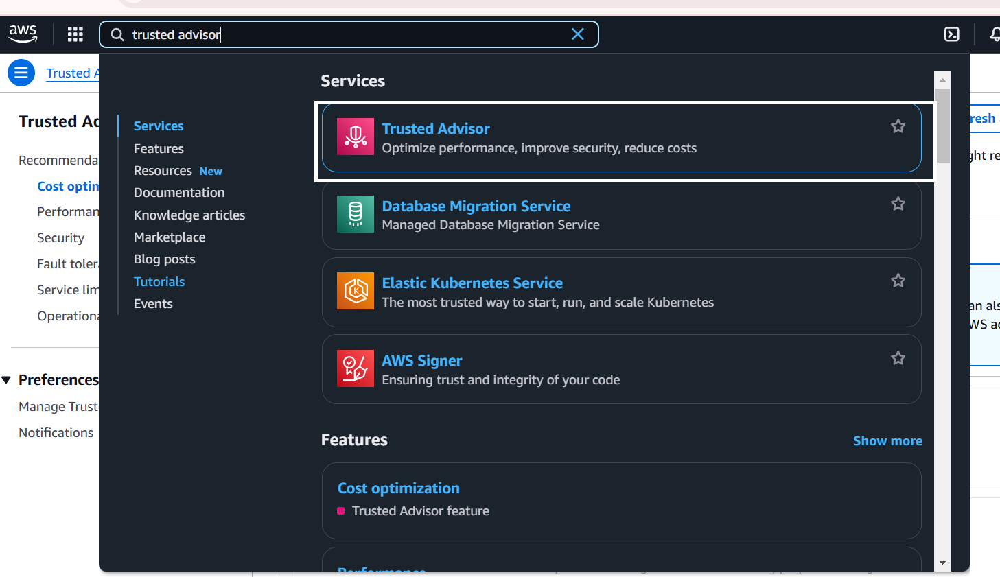 aws
trusted advisor
Trusted A
Trusted Ad
Recommenda
Cost optim
Performan
Security
Fault toler
Service lim
Operationa
Preferences
Manage Trust
Notifications
Services
Features
Resources New
Documentation
Knowledge articles
Marketplace
Blog posts
Tutorials
Events
Services
Trusted Advisor
Optimize performance, improve security, reduce costs
Database Migration Service
Managed Database Migration Service
Elastic Kubernetes Service
The most trusted way to start, run, and scale Kubernetes
AWS Signer
Ensuring trust and integrity of your code
Features
Show more
Cost optimization
Trusted Advisor feature
Performance
resh
ght re
an als
WS ac